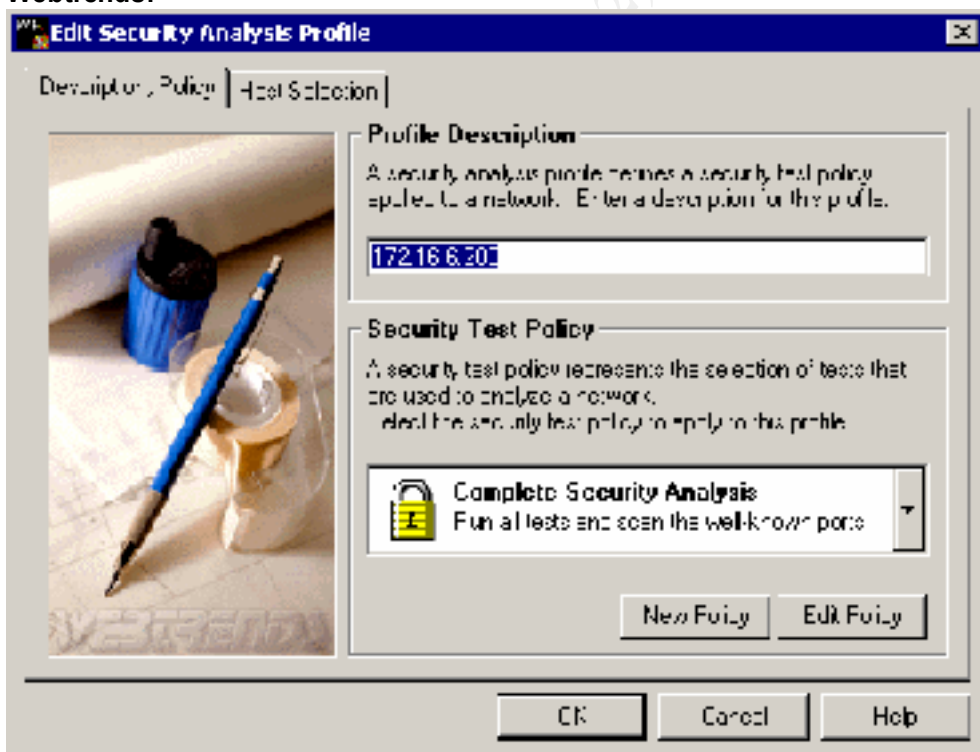 Webtrends:
Edit Security Analysis Profile
Description, Policy
Host Selection
Profile Description
A security analysis profile defines a security test policy
applied to a network. Enter a description for this profile.
172.16.6.20
Security Test Policy
A security test policy represents the selection of tests that
are used to analyze a network.
Select the security test policy to apply to this profile
Complete Security Analysis
Run all tests and scan the well-known ports
New Policy
Edit Policy
WEBTRENDS
OK
Cancel
Help